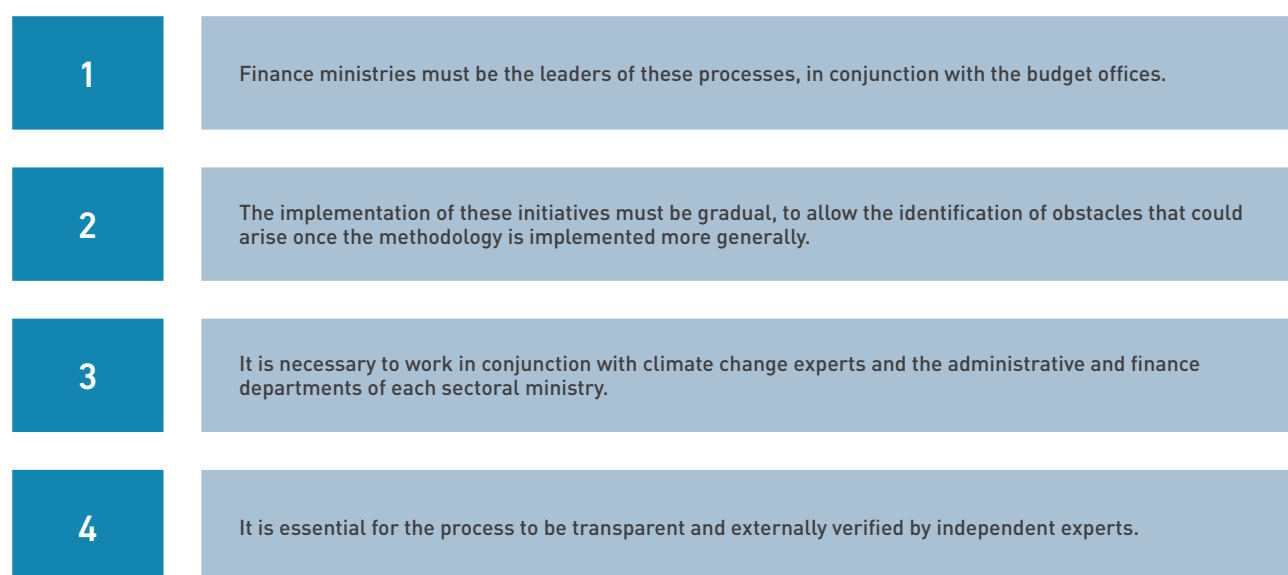 1
Finance ministries must be the leaders of these processes, in conjunction with the budget offices.
2
The implementation of these initiatives must be gradual, to allow the identification of obstacles that could
arise once the methodology is implemented more generally.
3
It is necessary to work in conjunction with climate change experts and the administrative and finance
departments of each sectoral ministry.
4
It is essential for the process to be transparent and externally verified by independent experts.